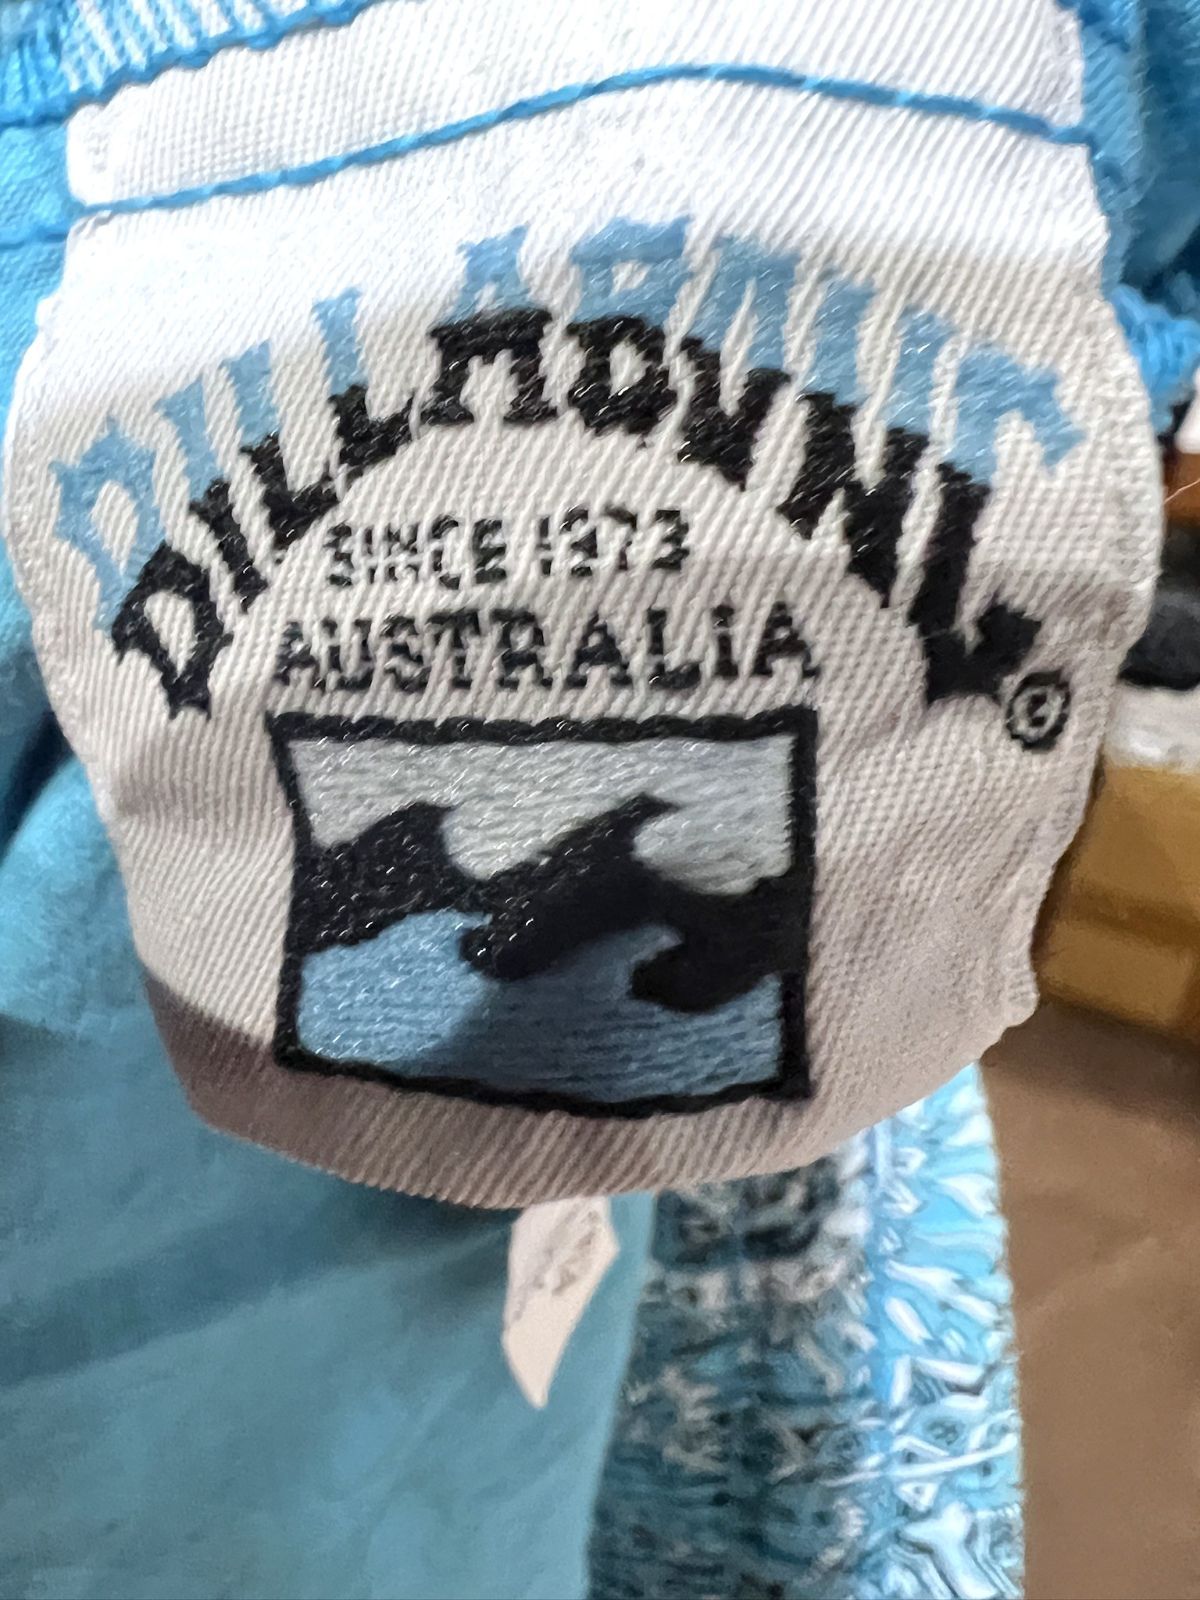 BILLABONG
SINCE 1973
AUSTRALIA
®